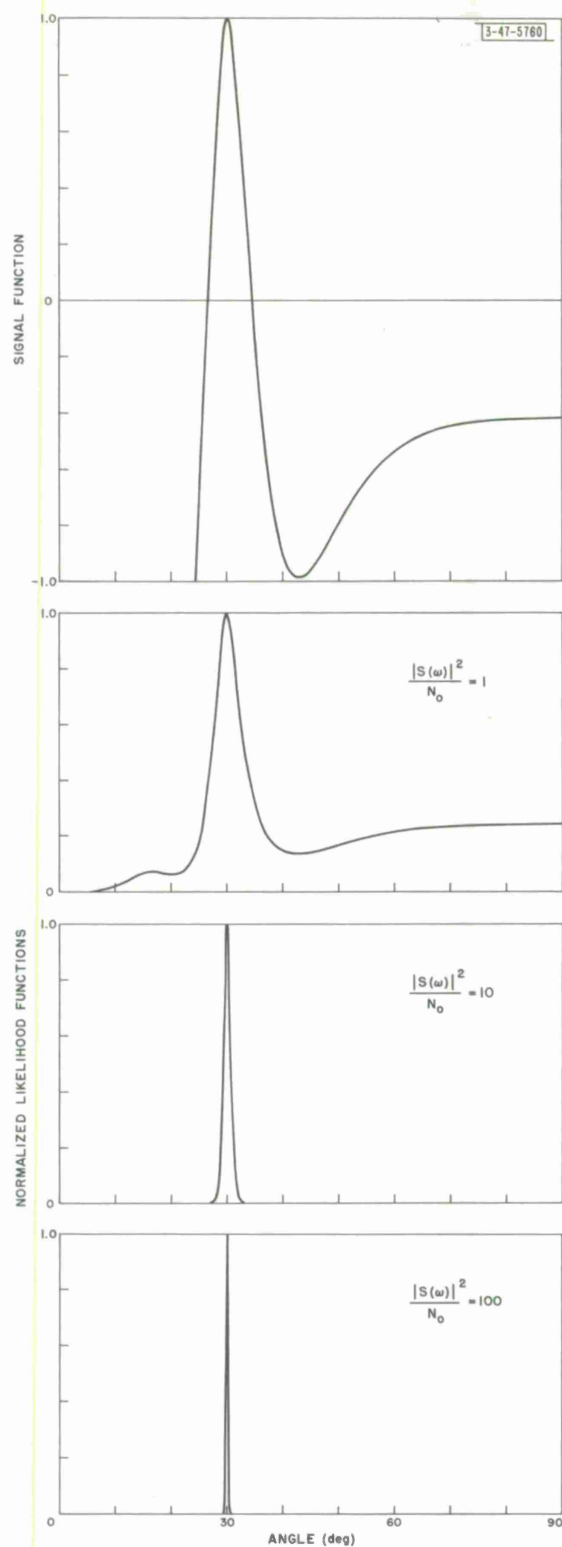 3-47-5760
1.0
SIGNAL FUNCTION
0
-1.0
1.0
|S(ω)|²
N₀
= 1
0
NORMALIZED LIKELIHOOD FUNCTIONS
1.0
|S(ω)|²
N₀
= 10
0
1.0
|S(ω)|²
N₀
= 100
0
30
60
90
ANGLE (deg)